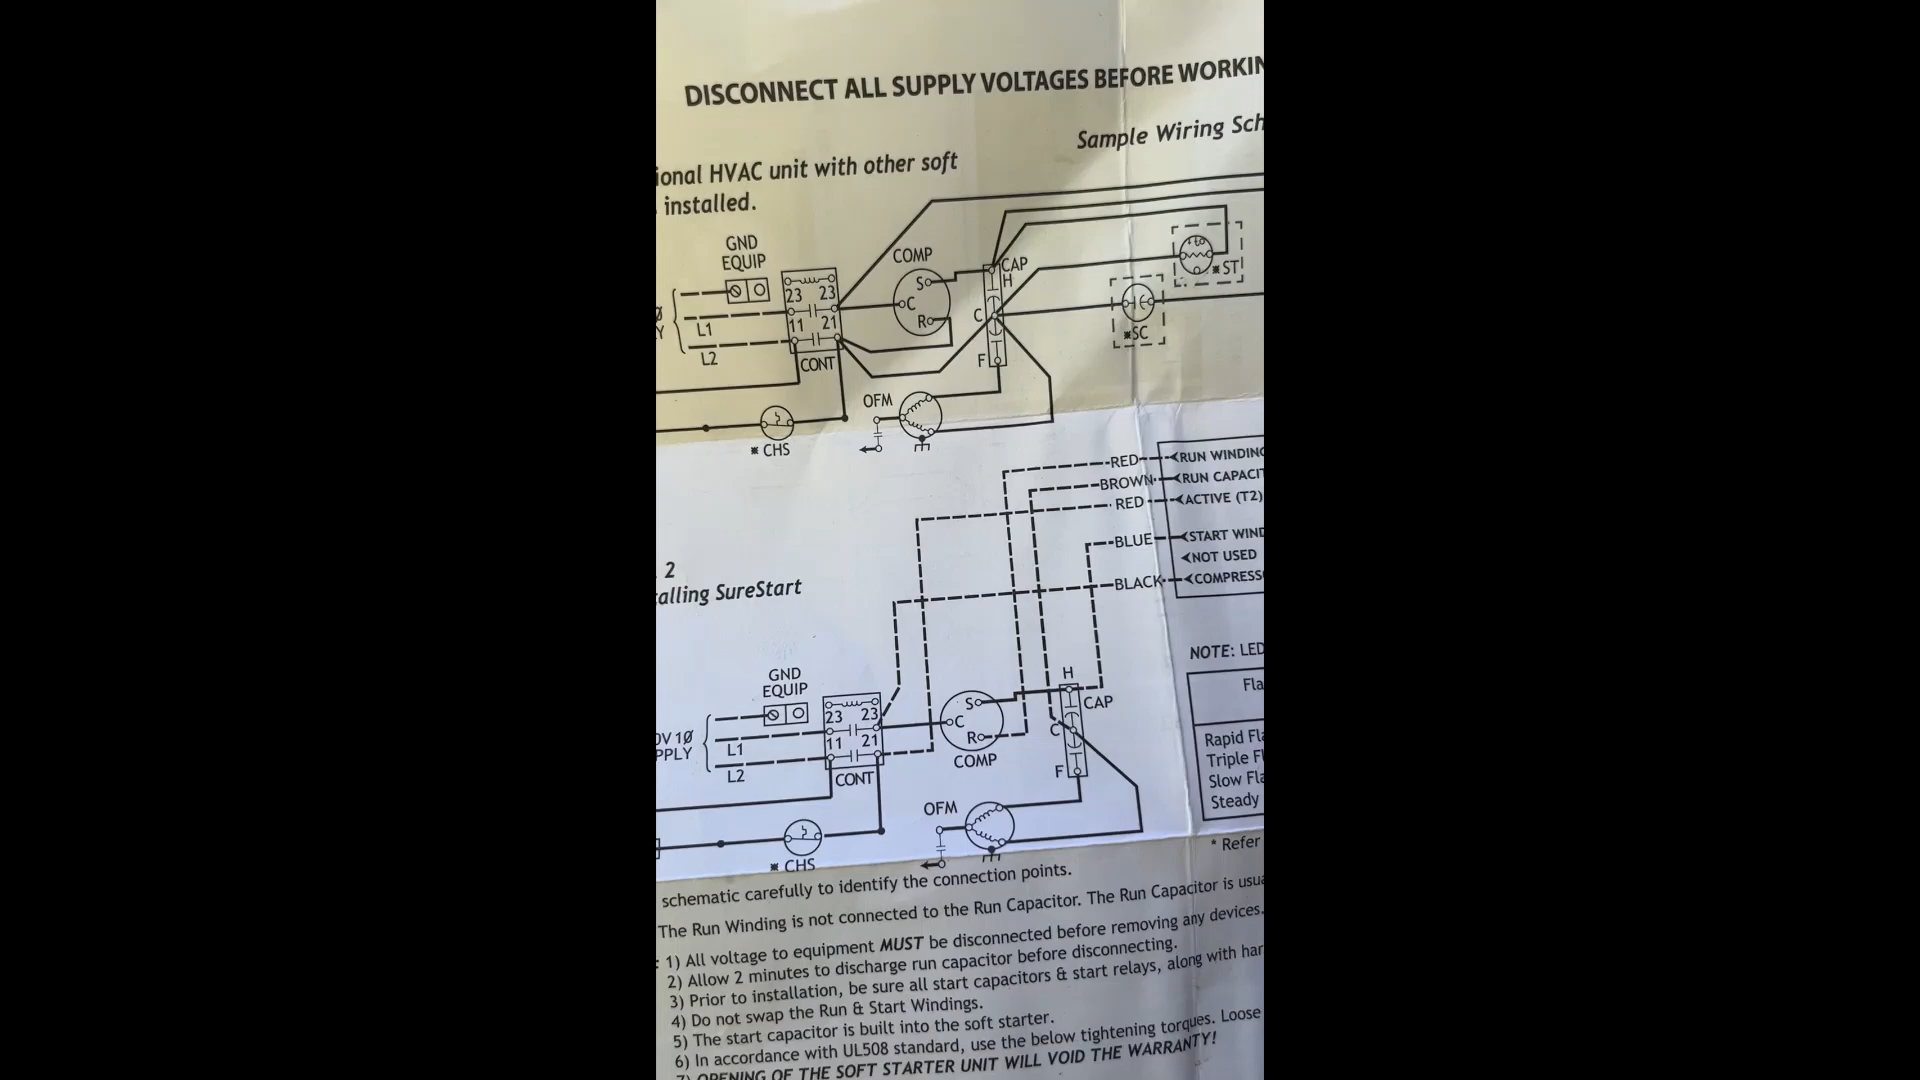 DISCONNECT ALL SUPPLY VOLTAGES BEFORE WORKIN
Sample Wiring Sch
ional HVAC unit with other soft
installed.
GND
EQUIP
COMP
CAP
H
S
C
R
C
F
23 23
11 21
L1
L2
CONT
*ST
*SC
OFM
* CHS
RED
RUN WINDING
BROWN
RUN CAPACIT
RED
ACTIVE (T2)
BLUE
START WIND
NOT USED
BLACK
COMPRESS
2
alling SureStart
NOTE: LED
Fla
GND
EQUIP
H
CAP
S
C
R
C
F
COMP
23 23
11 21
0V 1Ø
PPLY
L1
L2
CONT
Rapid Fla
Triple Fl
Slow Fla
Steady
OFM
* CHS
* Refer
schematic carefully to identify the connection points.
The Run Winding is not connected to the Run Capacitor. The Run Capacitor is usua
: 1) All voltage to equipment MUST be disconnected before removing any devices.
2) Allow 2 minutes to discharge run capacitor before disconnecting.
3) Prior to installation, be sure all start capacitors & start relays, along with har
4) Do not swap the Run & Start Windings.
5) The start capacitor is built into the soft starter.
6) In accordance with UL508 standard, use the below tightening torques. Loose
7) OPENING OF THE SOFT STARTER UNIT WILL VOID THE WARRANTY!